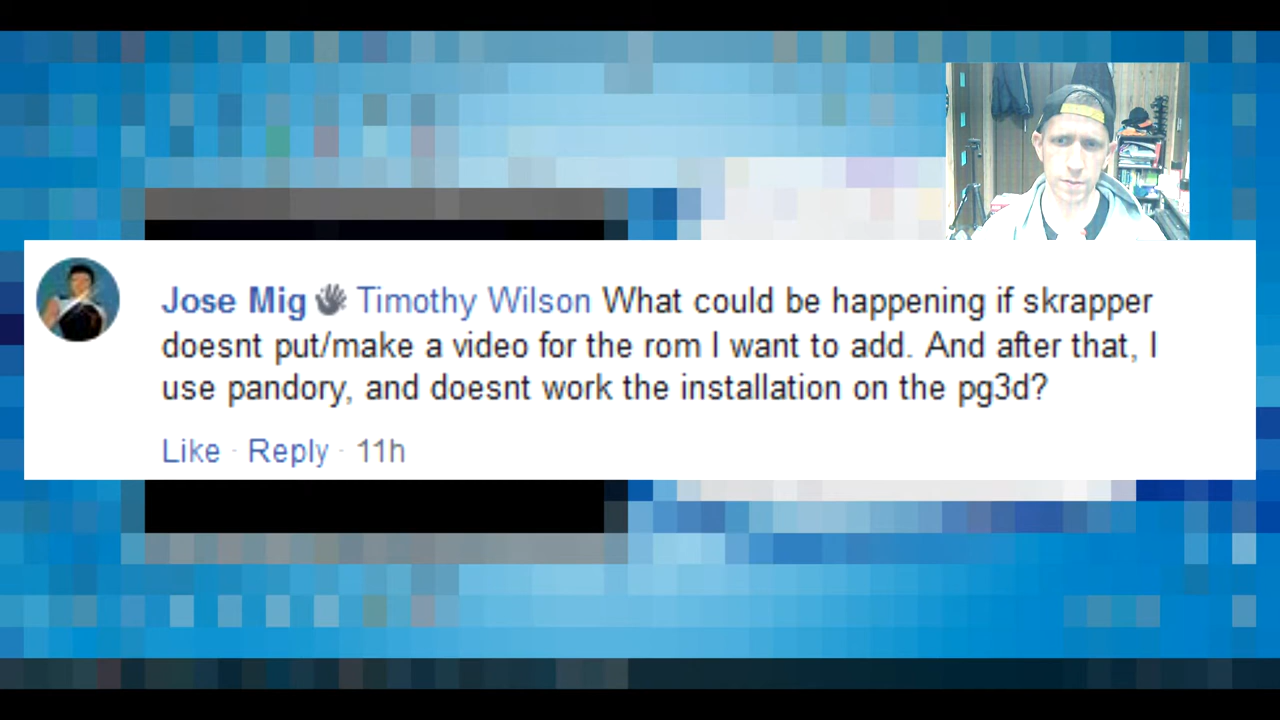 Jose Mig Timothy Wilson What could be happening if skrapper
doesnt put/make a video for the rom I want to add. And after that, I
use pandory, and doesnt work the installation on the pg3d?
Like · Reply · 11h